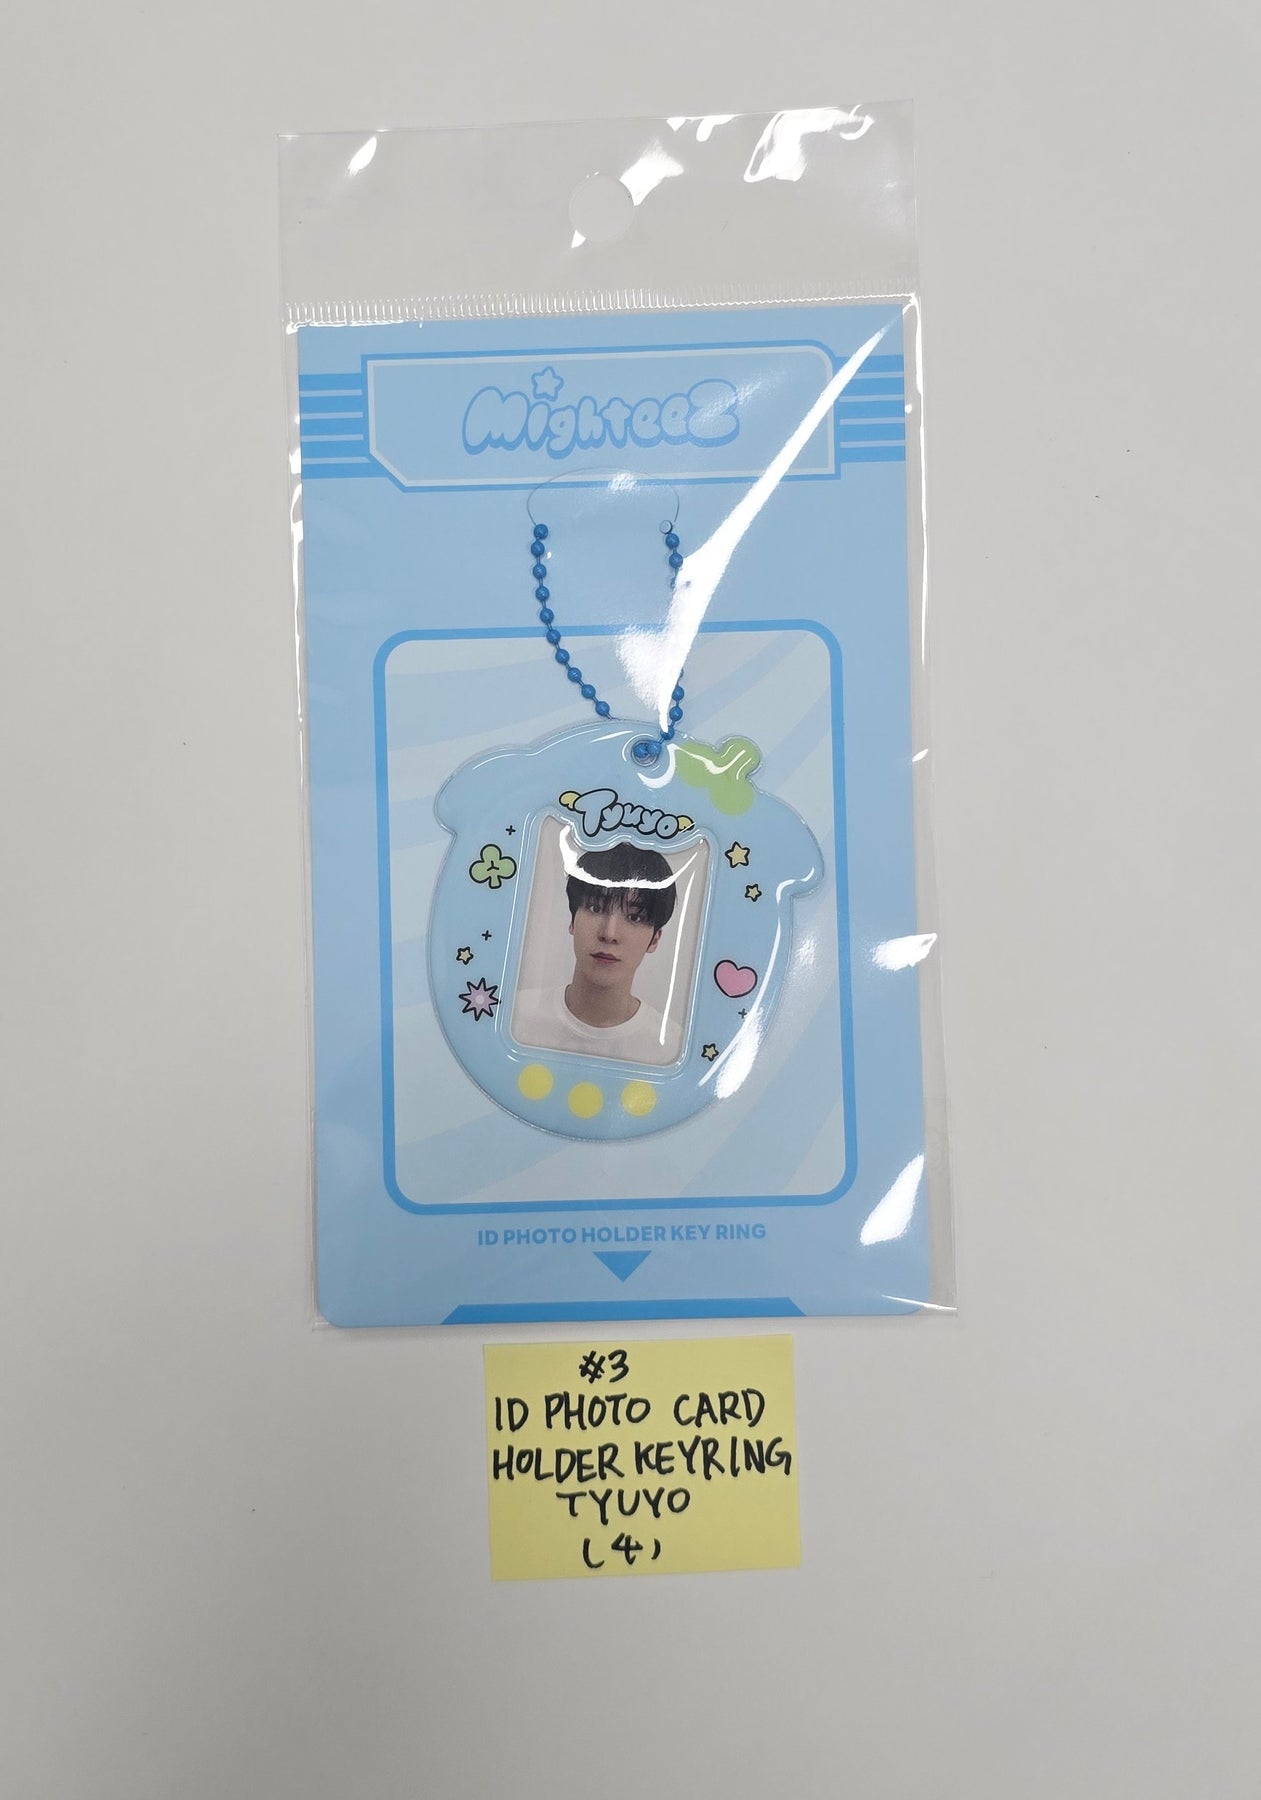 MighteeZ
Tyuyo
ID PHOTO HOLDER KEY RING
#3
ID PHOTO CARD
HOLDER KEYRING
TYUYO
(4)